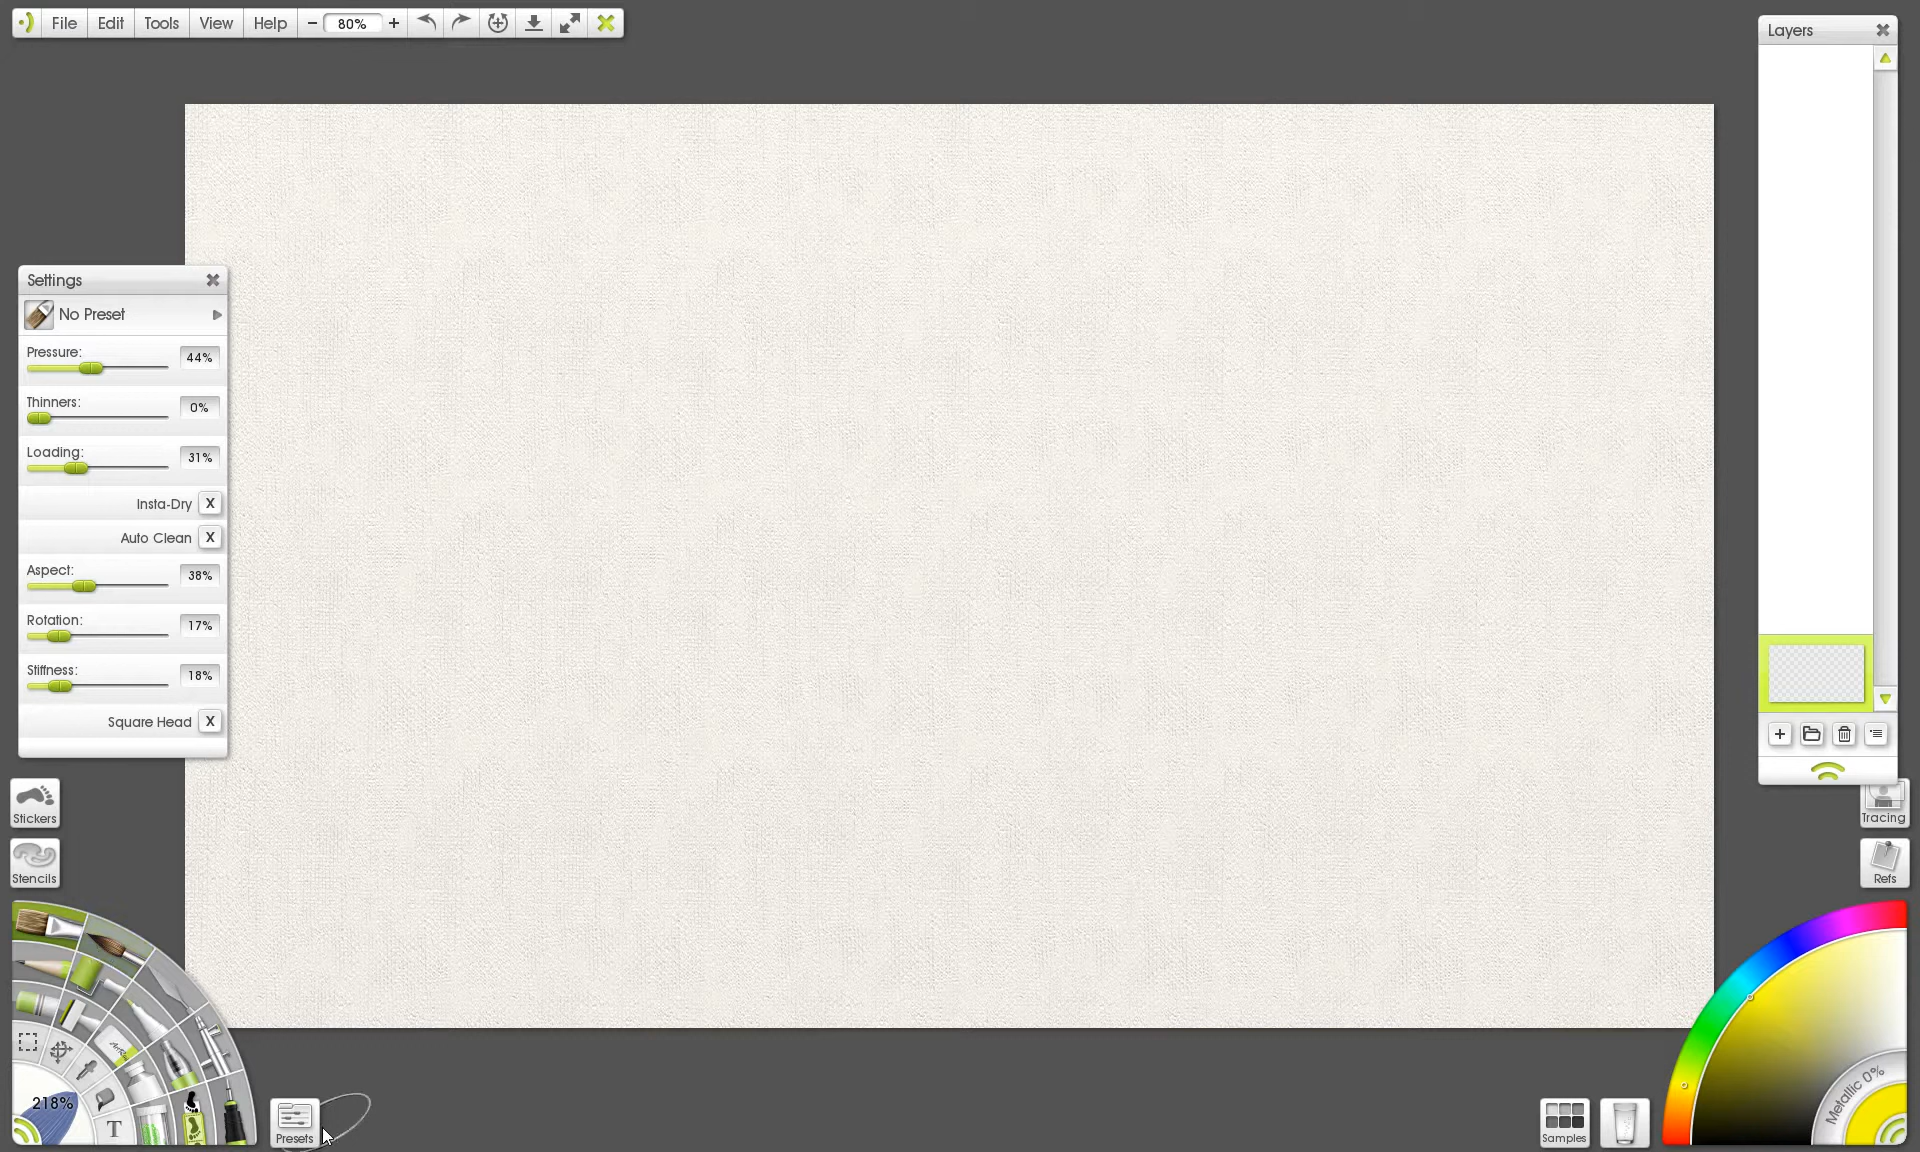 File Edit Tools View Help − 80% +
Layers
Settings
No Preset
Pressure: 44%
Thinners: 0%
Loading: 31%
Insta-Dry X
Auto Clean X
Aspect: 38%
Rotation: 17%
Stiffness: 18%
Square Head X
Stickers
Stencils
Tracing
Refs
218%
T
Presets
Samples
Metallic 0%